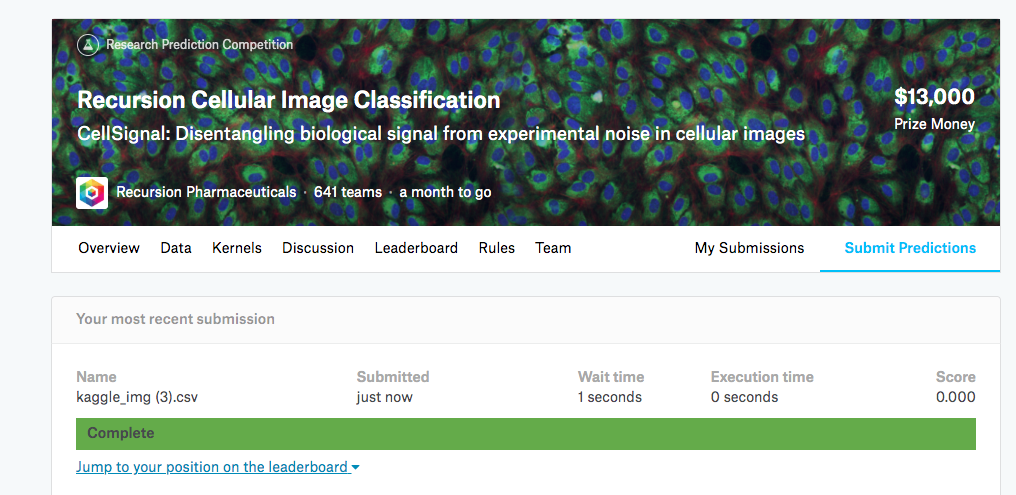 Research Prediction Competition
Recursion Cellular Image Classification
$13,000
CellSignal: Disentangling biological signal from experimental noise in cellular images
Prize Money
Recursion Pharmaceuticals · 641 teams · a month to go
Overview Data Kernels Discussion Leaderboard Rules Team My Submissions Submit Predictions
Your most recent submission
Name Submitted Wait time Execution time Score
kaggle_img (3).csv just now 1 seconds 0 seconds 0.000
Complete
Jump to your position on the leaderboard